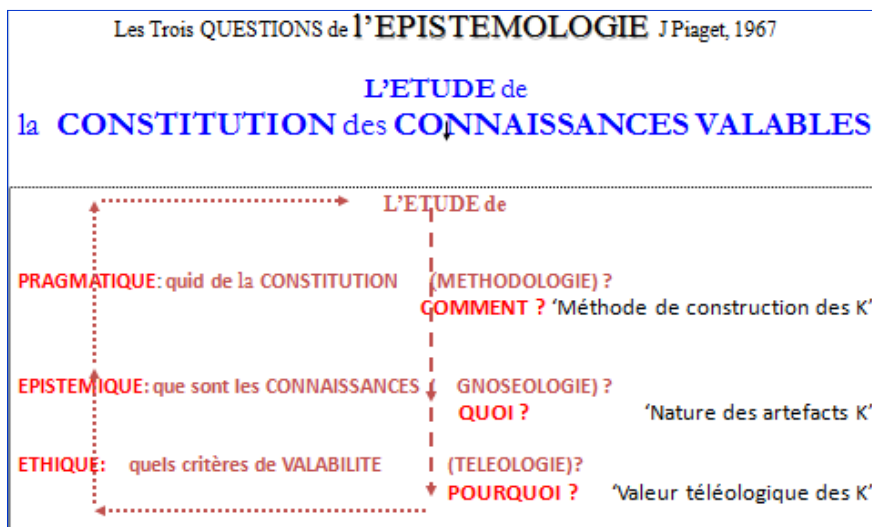 Les Trois QUESTIONS de l'EPISTEMOLOGIE J Piaget, 1967
L'ETUDE de
la CONSTITUTION des CONNAISSANCES VALABLES
L'ETUDE de
PRAGMATIQUE: quid de la CONSTITUTION (METHODOLOGIE) ?
COMMENT ? 'Méthode de construction des K'
EPISTEMIQUE: que sont les CONNAISSANCES ( GNOSEOLOGIE) ?
QUOI ? 'Nature des artefacts K'
ETHIQUE: quels critères de VALABILITE (TELEOLOGIE)?
POURQUOI ? 'Valeur téléologique des K'